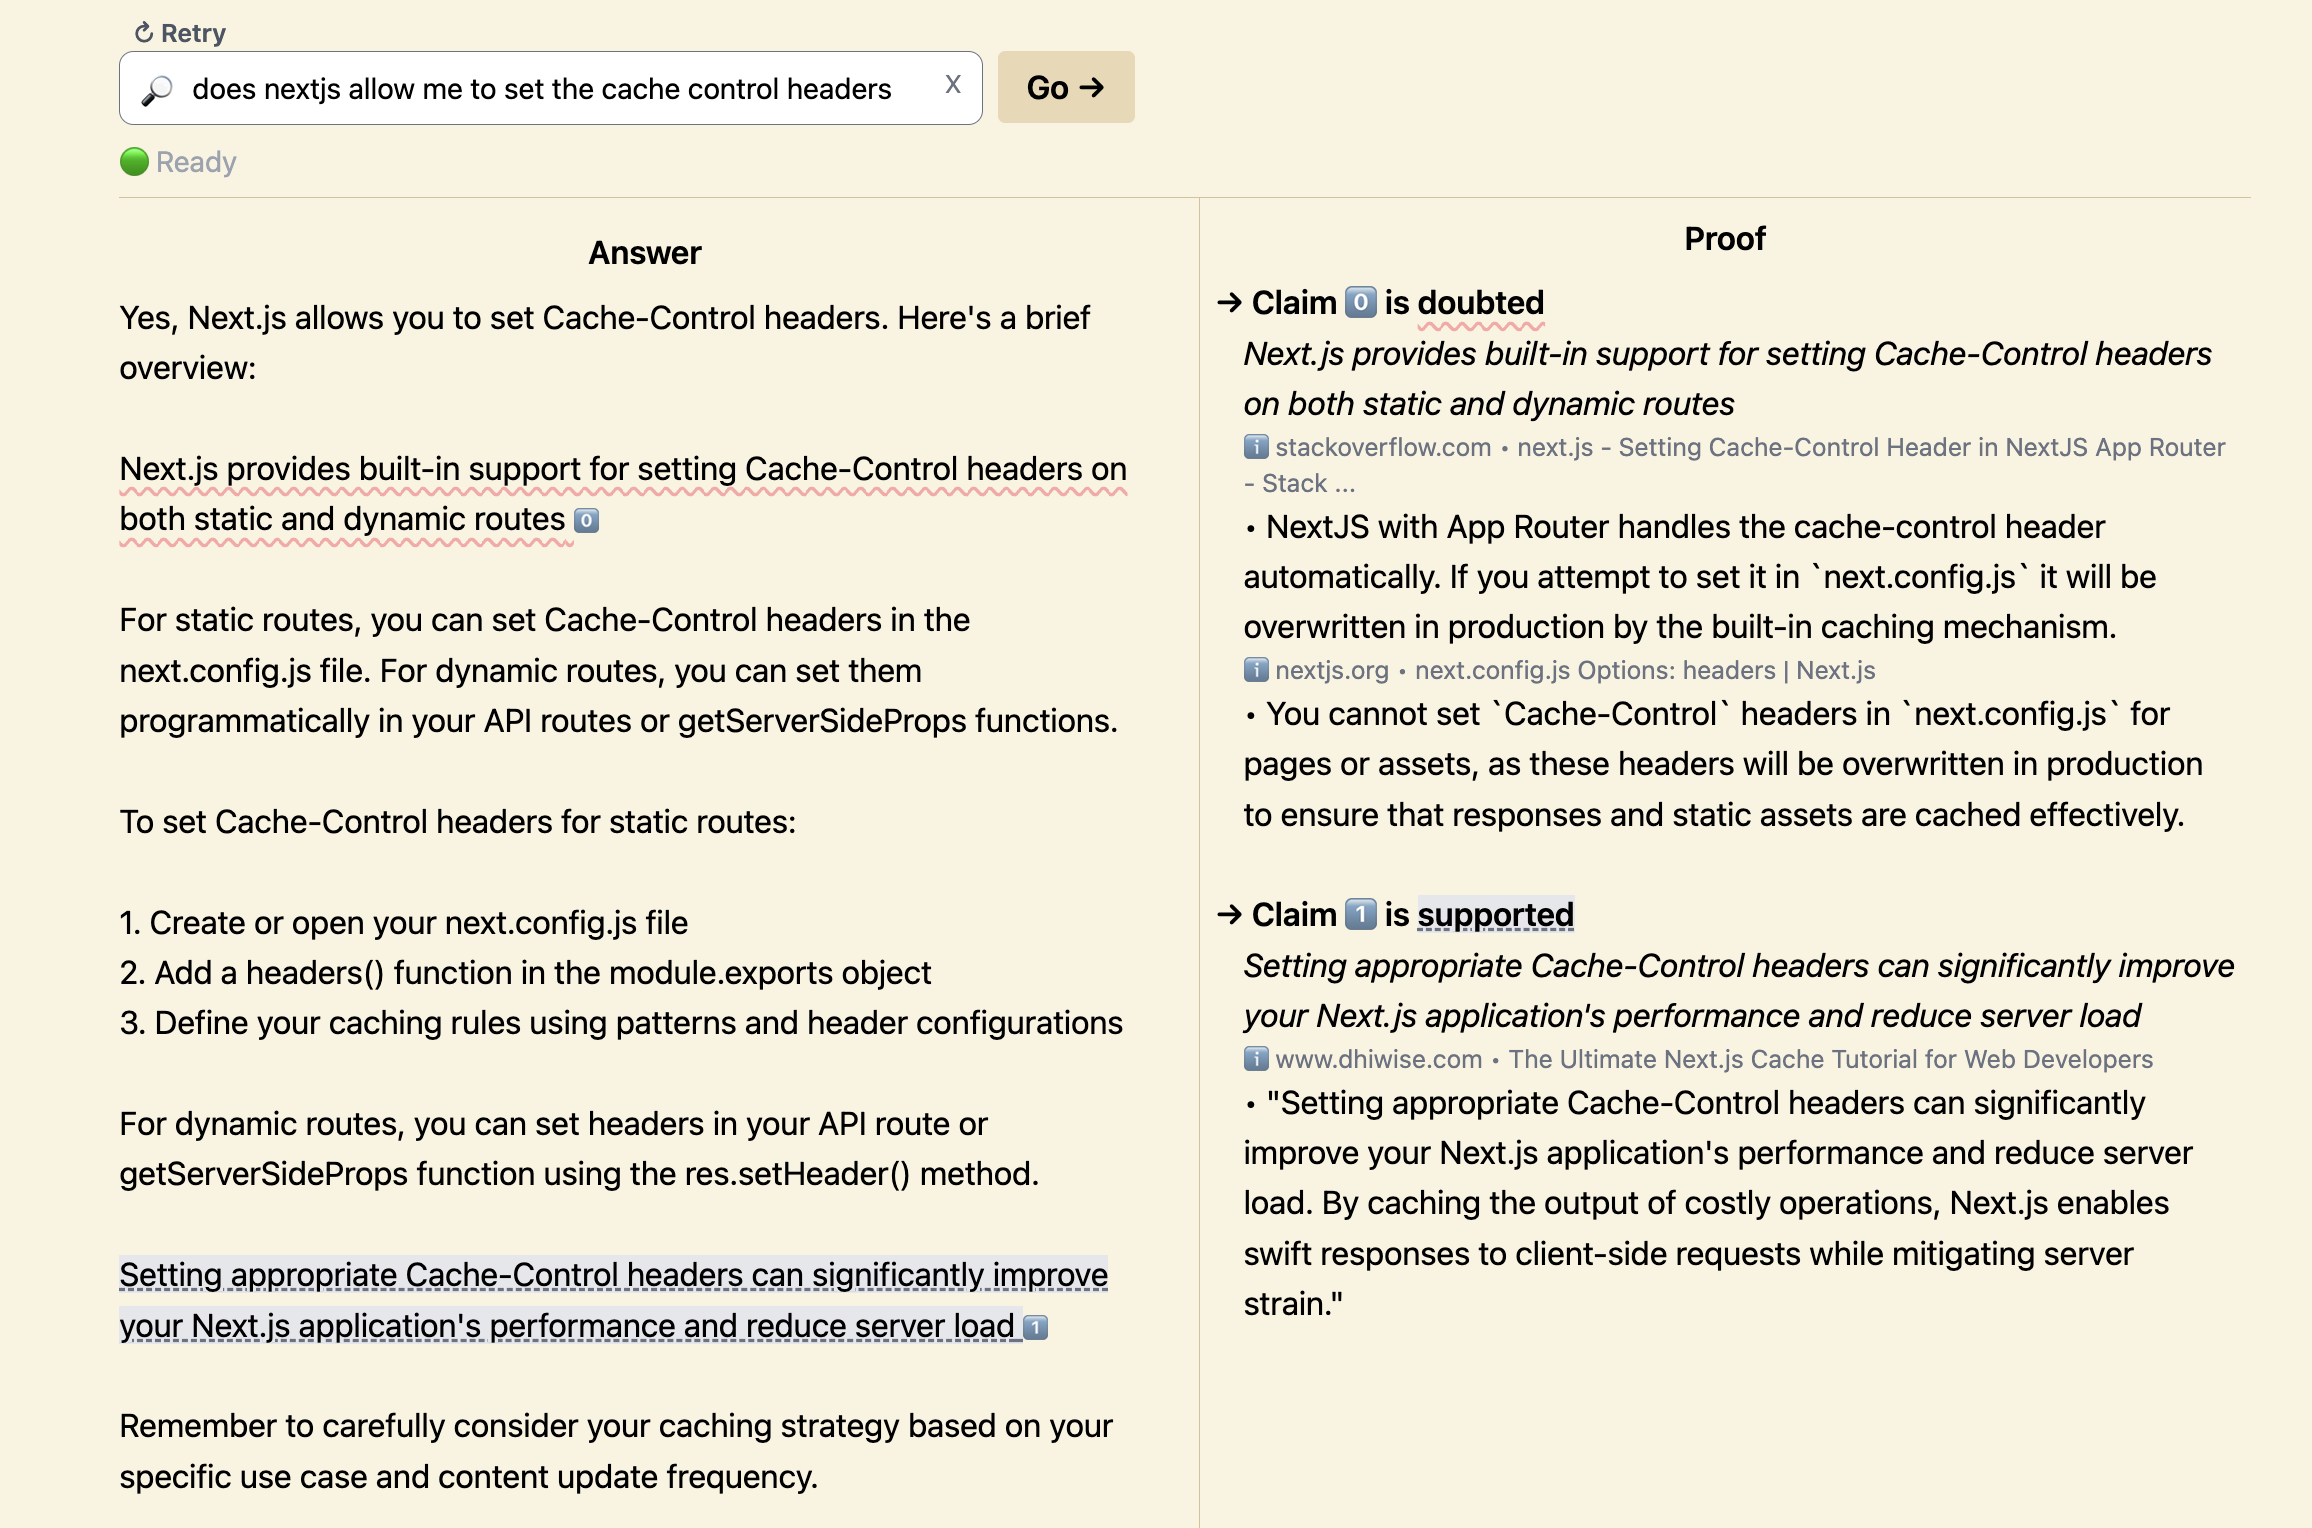 ↻ Retry
🔎 does nextjs allow me to set the cache control headers X
Go →
🟢 Ready
Answer
Yes, Next.js allows you to set Cache-Control headers. Here's a brief
overview:
Next.js provides built-in support for setting Cache-Control headers on
both static and dynamic routes 0️⃣
For static routes, you can set Cache-Control headers in the
next.config.js file. For dynamic routes, you can set them
programmatically in your API routes or getServerSideProps functions.
To set Cache-Control headers for static routes:
1. Create or open your next.config.js file
2. Add a headers() function in the module.exports object
3. Define your caching rules using patterns and header configurations
For dynamic routes, you can set headers in your API route or
getServerSideProps function using the res.setHeader() method.
Setting appropriate Cache-Control headers can significantly improve
your Next.js application's performance and reduce server load 1️⃣
Remember to carefully consider your caching strategy based on your
specific use case and content update frequency.
Proof
→ Claim 0️⃣ is doubted
Next.js provides built-in support for setting Cache-Control headers
on both static and dynamic routes
ℹ️ stackoverflow.com • next.js - Setting Cache-Control Header in NextJS App Router
- Stack ...
• NextJS with App Router handles the cache-control header
automatically. If you attempt to set it in `next.config.js` it will be
overwritten in production by the built-in caching mechanism.
ℹ️ nextjs.org • next.config.js Options: headers | Next.js
• You cannot set `Cache-Control` headers in `next.config.js` for
pages or assets, as these headers will be overwritten in production
to ensure that responses and static assets are cached effectively.
→ Claim 1️⃣ is supported
Setting appropriate Cache-Control headers can significantly improve
your Next.js application's performance and reduce server load
ℹ️ www.dhiwise.com • The Ultimate Next.js Cache Tutorial for Web Developers
• "Setting appropriate Cache-Control headers can significantly
improve your Next.js application's performance and reduce server
load. By caching the output of costly operations, Next.js enables
swift responses to client-side requests while mitigating server
strain."